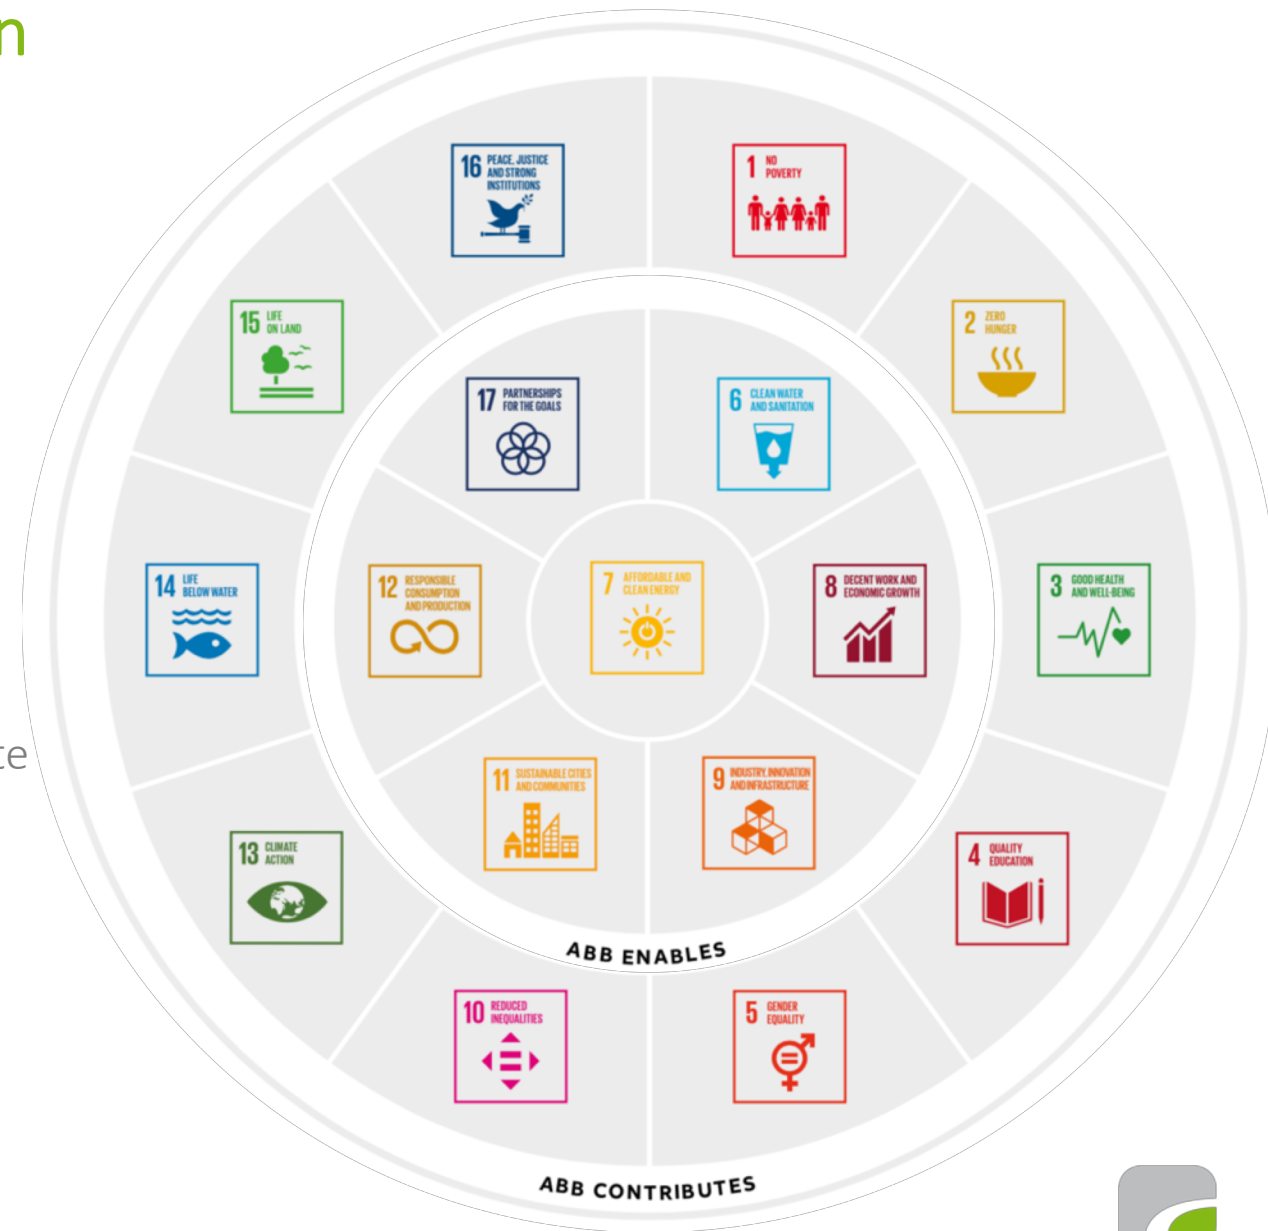 n
16 PEACE, JUSTICE
AND STRONG
INSTITUTIONS
1 NO
POVERTY
15 LIFE
ON LAND
2 ZERO
HUNGER
17 PARTNERSHIPS
FOR THE GOALS
6 CLEAN WATER
AND SANITATION
14 LIFE
BELOW WATER
12 RESPONSIBLE
CONSUMPTION
AND PRODUCTION
7 AFFORDABLE AND
CLEAN ENERGY
8 DECENT WORK AND
ECONOMIC GROWTH
3 GOOD HEALTH
AND WELL-BEING
te
11 SUSTAINABLE CITIES
AND COMMUNITIES
9 INDUSTRY, INNOVATION
AND INFRASTRUCTURE
13 CLIMATE
ACTION
4 QUALITY
EDUCATION
ABB ENABLES
10 REDUCED
INEQUALITIES
5 GENDER
EQUALITY
ABB CONTRIBUTES